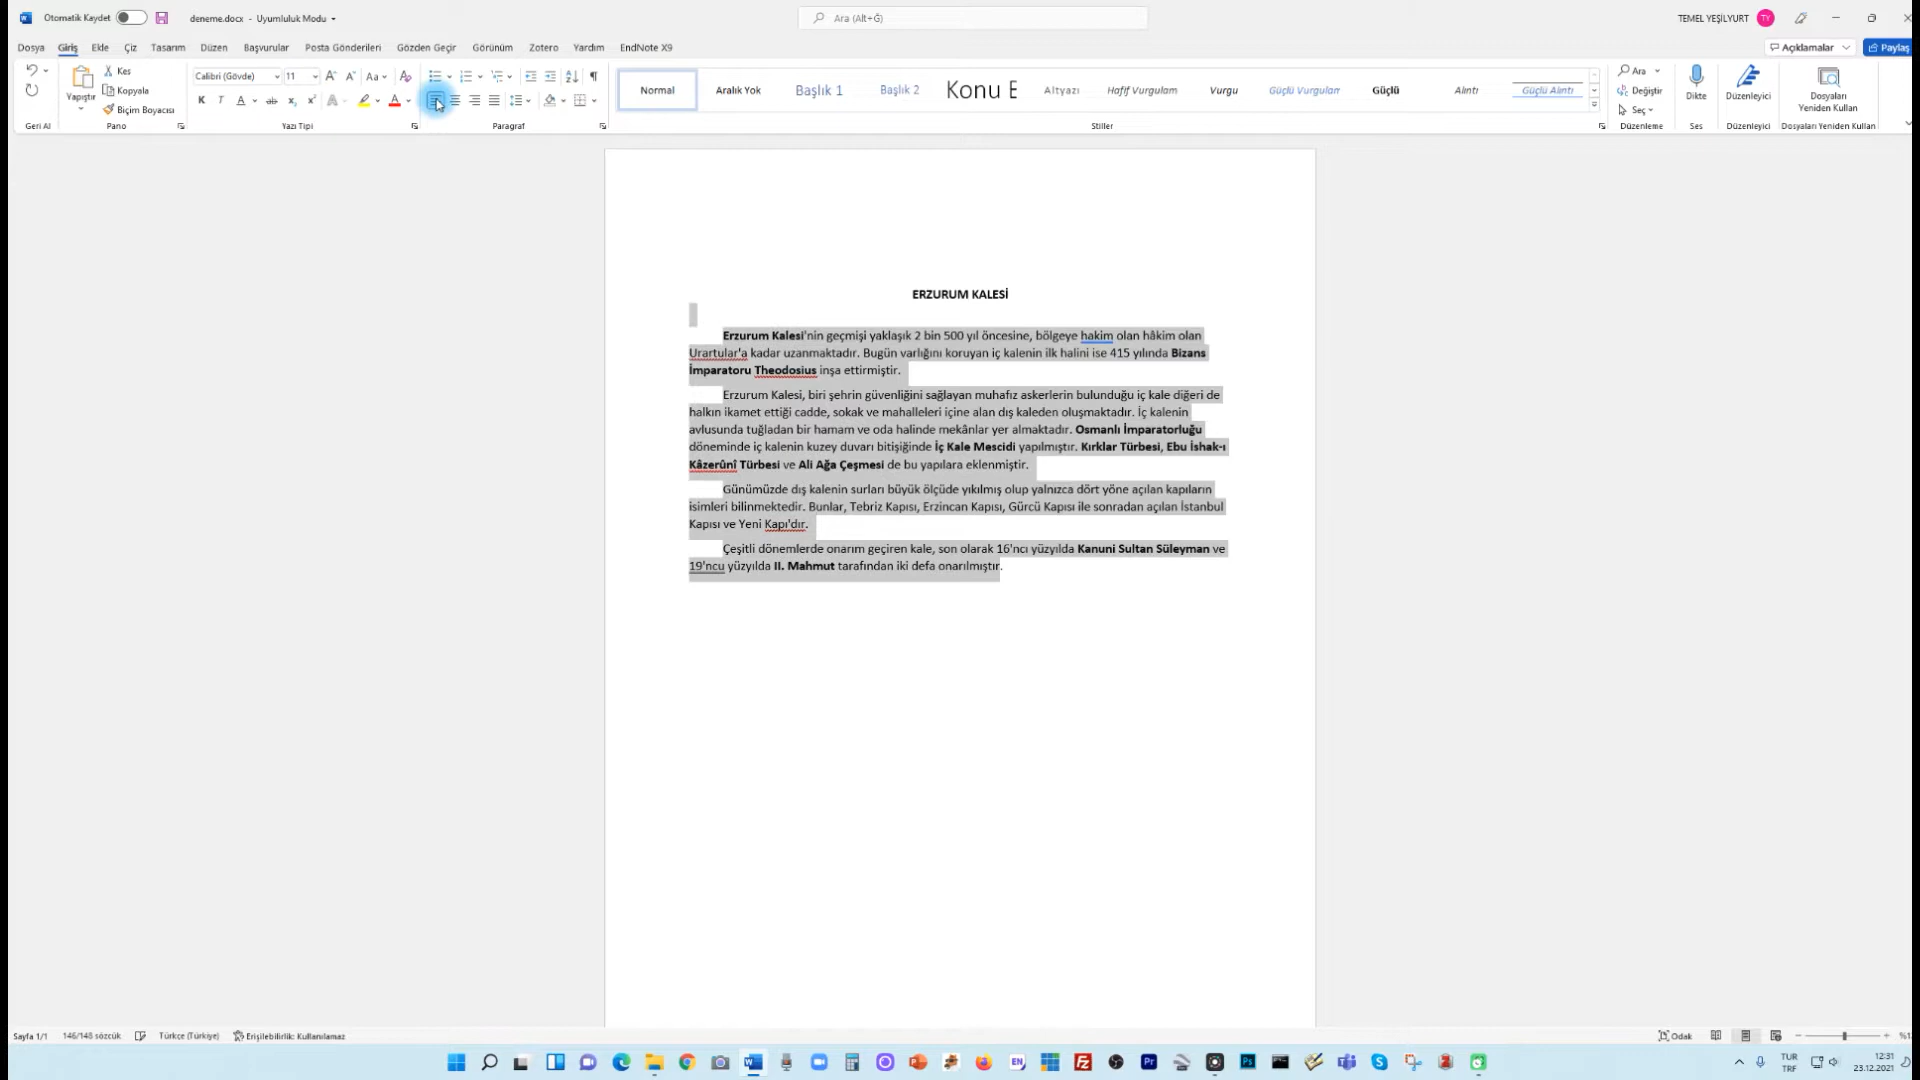 Otomatik Kaydet
deneme.docx - Uyumluluk Modu
Ara (Alt+Ğ)
TEMEL YEŞİLYURT
TY
Dosya
Giriş
Ekle
Çiz
Tasarım
Düzen
Başvurular
Posta Gönderileri
Gözden Geçir
Görünüm
Zotero
Yardım
EndNote X9
Açıklamalar
Paylaş
Yapıştır
Kes
Kopyala
Biçim Boyacısı
Calibri (Gövde)
11
Aa
K T A ab x₂ x² A A
Normal
Aralık Yok
Başlık 1
Başlık 2
Konu E
Altyazı
Hafif Vurgulam
Vurgu
Güçlü Vurgulan
Güçlü
Alıntı
Güçlü Alıntı
Ara
Değiştir
Seç
Dikte
Düzenleyici
Dosyaları
Yeniden Kullan
Geri Al
Pano
Yazı Tipi
Paragraf
Stiller
Düzenleme
Ses
Düzenleyici
Dosyaları Yeniden Kullan
ERZURUM KALESİ
Erzurum Kalesi'nin geçmişi yaklaşık 2 bin 500 yıl öncesine, bölgeye hakim olan hâkim olan
Urartular'a kadar uzanmaktadır. Bugün varlığını koruyan iç kalenin ilk halini ise 415 yılında Bizans
İmparatoru Theodosius inşa ettirmiştir.
Erzurum Kalesi, biri şehrin güvenliğini sağlayan muhafız askerlerin bulunduğu iç kale diğeri de
halkın ikamet ettiği cadde, sokak ve mahalleleri içine alan dış kaleden oluşmaktadır. İç kalenin
avlusunda tuğladan bir hamam ve oda halinde mekânlar yer almaktadır. Osmanlı İmparatorluğu
döneminde iç kalenin kuzey duvarı bitişiğinde İç Kale Mescidi yapılmıştır. Kırklar Türbesi, Ebu İshak-ı
Kâzerûnî Türbesi ve Ali Ağa Çeşmesi de bu yapılara eklenmiştir.
Günümüzde dış kalenin surları büyük ölçüde yıkılmış olup yalnızca dört yöne açılan kapıların
isimleri bilinmektedir. Bunlar, Tebriz Kapısı, Erzincan Kapısı, Gürcü Kapısı ile sonradan açılan İstanbul
Kapısı ve Yeni Kapı'dır.
Çeşitli dönemlerde onarım geçiren kale, son olarak 16'ncı yüzyılda Kanuni Sultan Süleyman ve
19'ncu yüzyılda II. Mahmut tarafından iki defa onarılmıştır.
Sayfa 1/1
146/148 sözcük
Türkçe (Türkiye)
Erişilebilirlik: Kullanılamaz
Odak
EN
Pr
Ps
TUR
TRF
12:31
23.12.2021